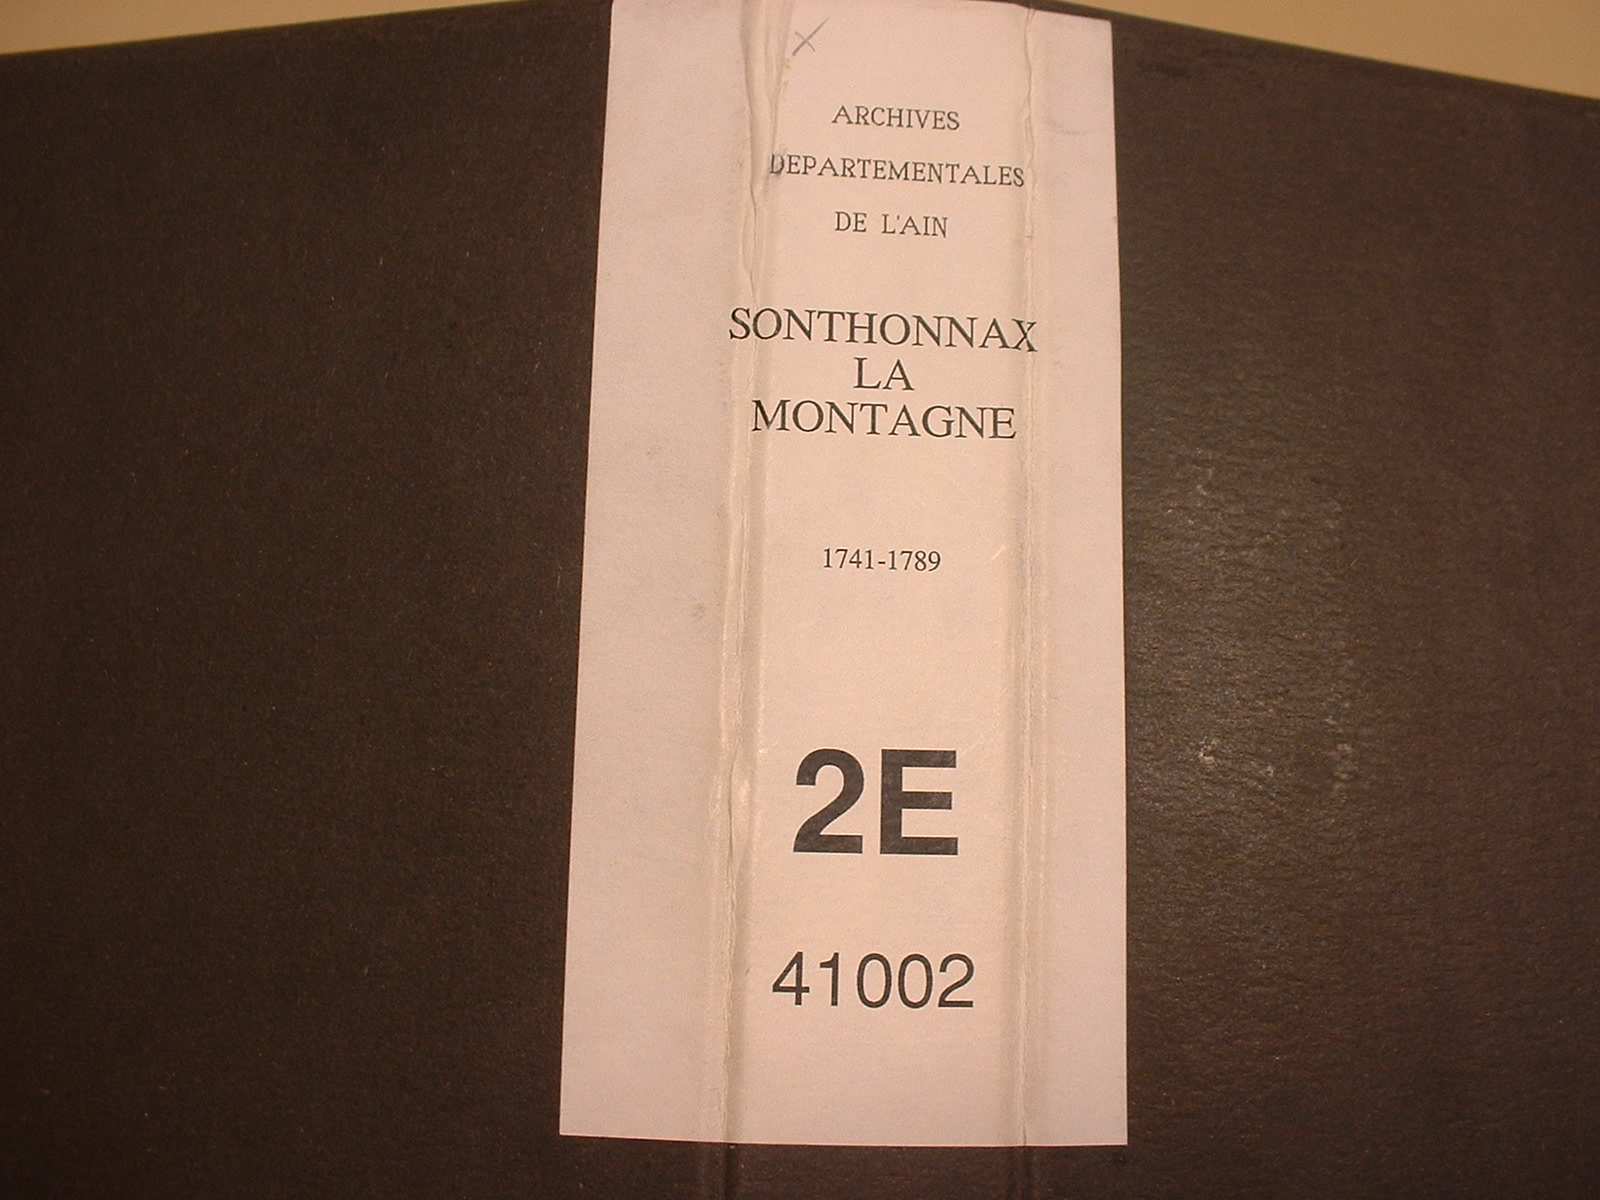 ARCHIVES
DEPARTEMENTALES
DE L'AIN
SONTHONNAX
LA
MONTAGNE
1741-1789
2E
41002